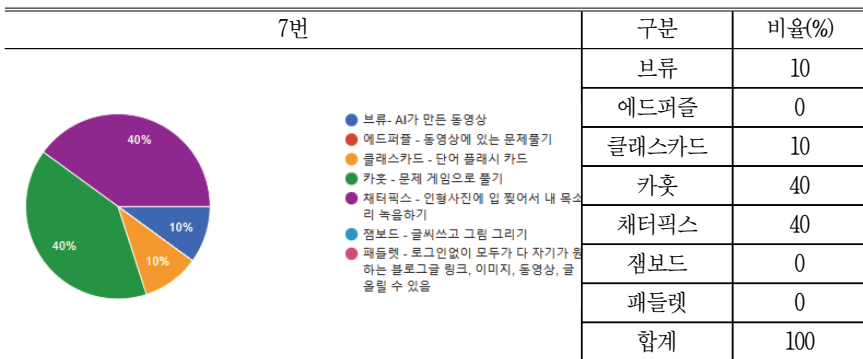 7번
구분 비율(%)
브류 10
에드퍼즐 0
클래스카드 10
카훗 40
채터픽스 40
잼보드 0
패들렛 0
합계 100
40%
40%
10%
10%
브류- AI가 만든 동영상
에드퍼플 - 동영상에 있는 문제풀기
클래스카드 - 단어 플래시 카드
카훗 - 문제 게임으로 풀기
채터픽스 - 인형사진에 입 찢어서 내 목소
리 녹음하기
잼보드 - 글씨쓰고 그림 그리기
패들렛 - 로그인없이 모두가 다 자기가 원
하는 블로그글 링크, 이미지, 동영상, 글
올릴 수 있음